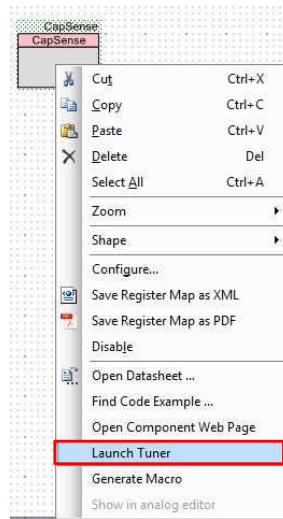 CapSense
CapSense
Cut Ctrl+X
Copy Ctrl+C
Paste Ctrl+V
Delete Del
Select All Ctrl+A
Zoom
Shape
Configure...
Save Register Map as XML
Save Register Map as PDF
Disable
Open Datasheet ...
Find Code Example ...
Open Component Web Page
Launch Tuner
Generate Macro
Show in analog editor